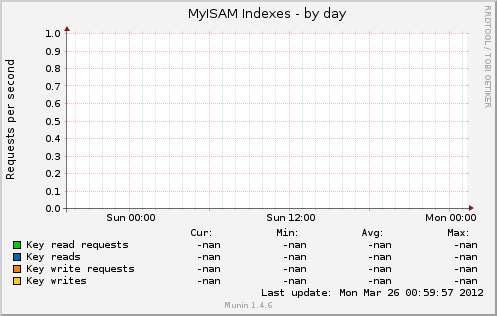 MyISAM Indexes - by day
RRDTOOL / TOBI OETIKER
Requests per second
1.0
0.9
0.8
0.7
0.6
0.5
0.4
0.3
0.2
0.1
0.0
Sun 00:00 Sun 12:00 Mon 00:00
Cur: Min: Avg: Max:
Key read requests -nan -nan -nan -nan
Key reads -nan -nan -nan -nan
Key write requests -nan -nan -nan -nan
Key writes -nan -nan -nan -nan
Last update: Mon Mar 26 00:59:57 2012
Munin 1.4.6